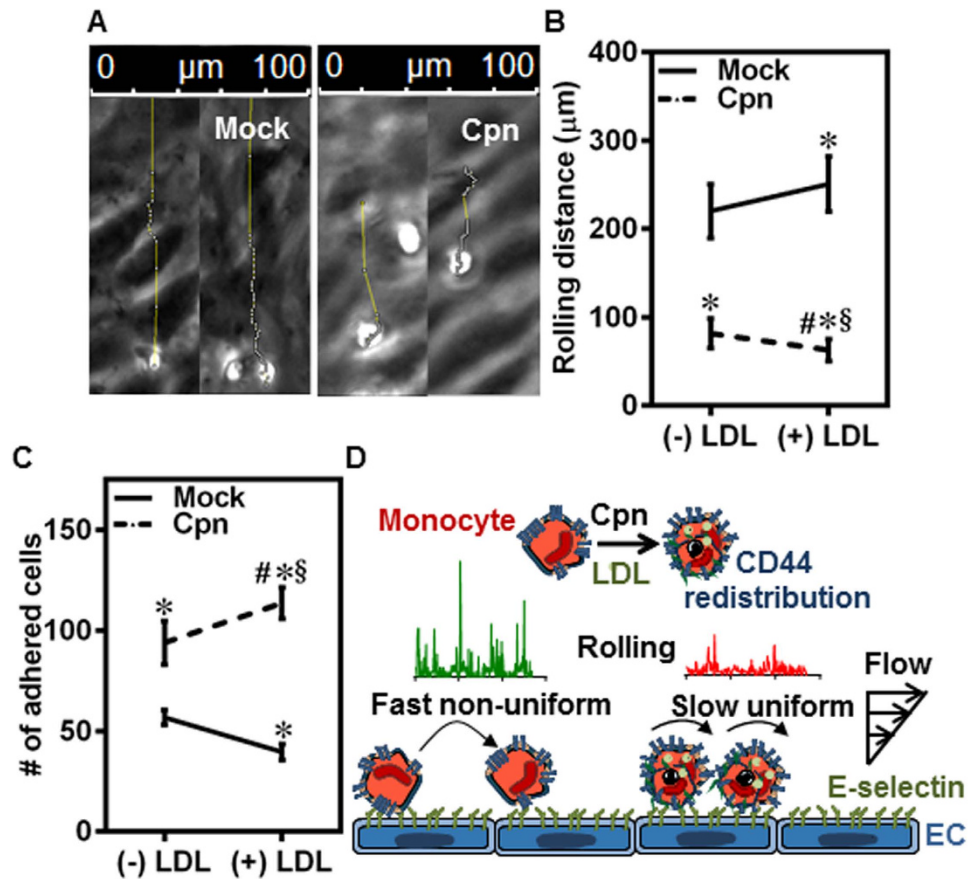 A
0 μm 100
0 μm 100
Mock
Cpn
B
400
300
200
100
0
Rolling distance (μm)
Mock
Cpn
*
*
#*§
(-) LDL
(+) LDL
C
150
100
50
0
# of adhered cells
Mock
Cpn
*
# *§
*
(-) LDL
(+) LDL
D
Monocyte
Cpn
LDL
CD44
redistribution
Rolling
Flow
Fast non-uniform
Slow uniform
E-selectin
EC